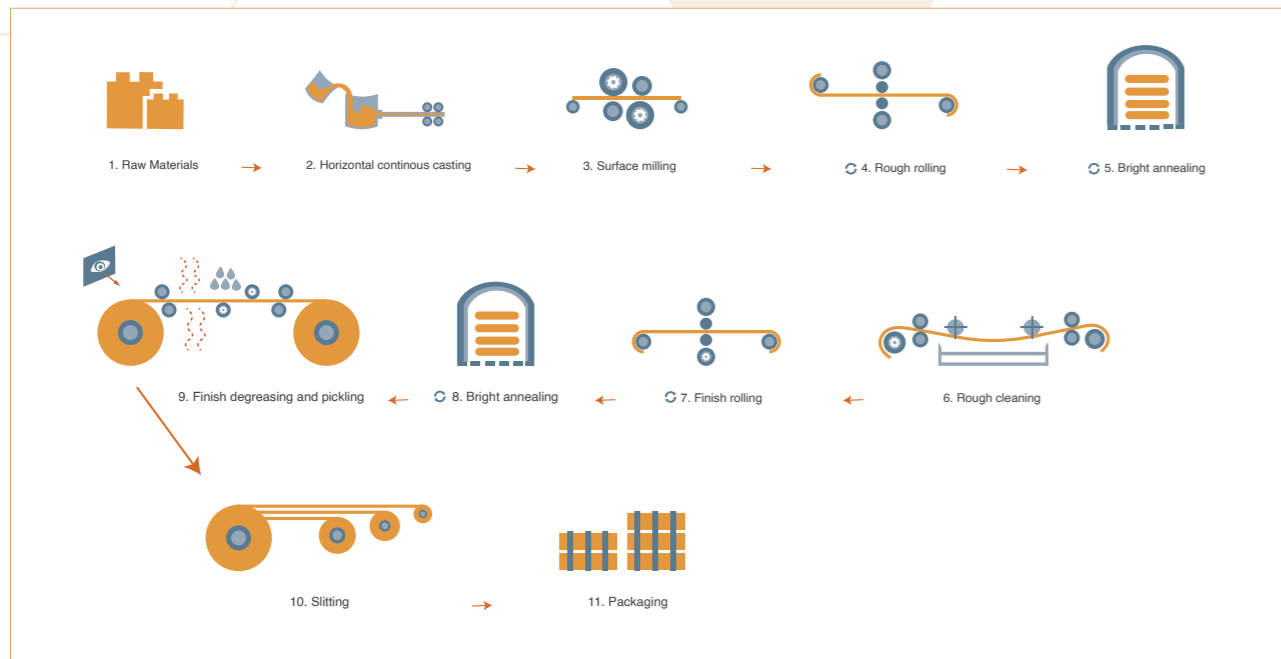 1. Raw Materials
2. Horizontal continous casting
3. Surface milling
4. Rough rolling
5. Bright annealing
9. Finish degreasing and pickling
8. Bright annealing
7. Finish rolling
6. Rough cleaning
10. Slitting
11. Packaging